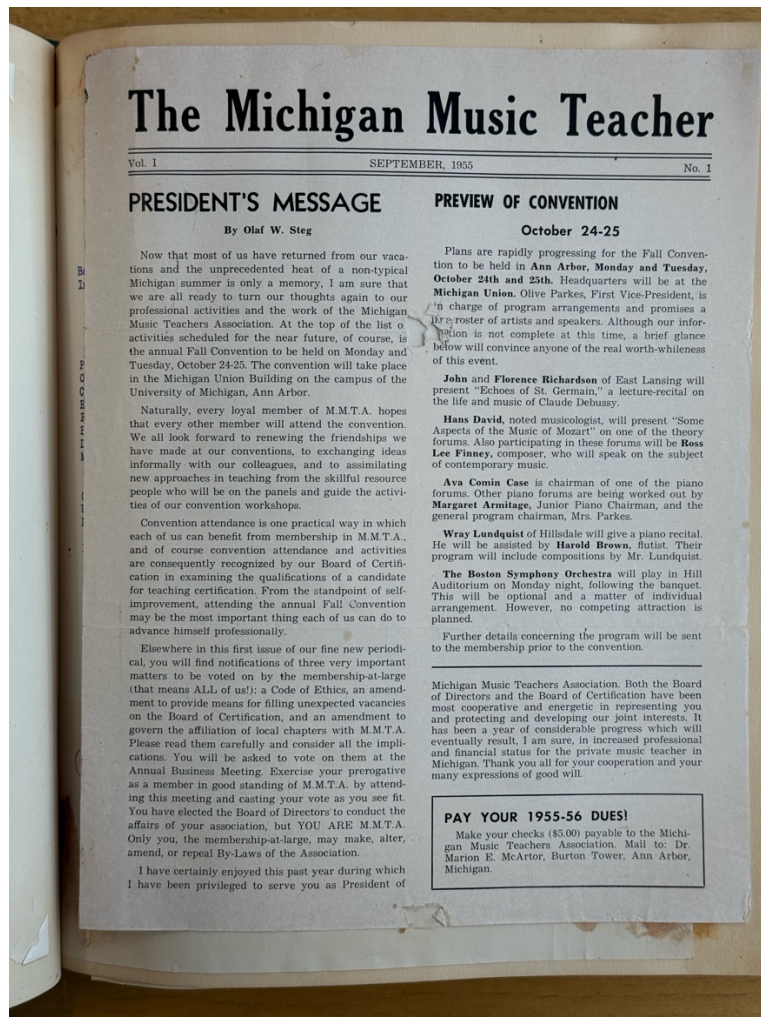 The Michigan Music Teacher
Vol. I SEPTEMBER, 1955 No. 1
PRESIDENT'S MESSAGE
By Olaf W. Steg
Now that most of us have returned from our vaca-
tions and the unprecedented heat of a non-typical
Michigan summer is only a memory, I am sure that
we are all ready to turn our thoughts again to our
professional activities and the work of the Michigan
Music Teachers Association. At the top of the list o
activities scheduled for the near future, of course, is
the annual Fall Convention to be held on Monday and
Tuesday, October 24-25. The convention will take place
in the Michigan Union Building on the campus of the
University of Michigan, Ann Arbor.
Naturally, every loyal member of M.M.T.A. hopes
that every other member will attend the convention.
We all look forward to renewing the friendships we
have made at our conventions, to exchanging ideas
informally with our colleagues, and to assimilating
new approaches in teaching from the skillful resource
people who will be on the panels and guide the activi-
ties of our convention workshops.
Convention attendance is one practical way in which
each of us can benefit from membership in M.M.T.A.,
and of course convention attendance and activities
are consequently recognized by our Board of Certifi-
cation in examining the qualifications of a candidate
for teaching certification. From the standpoint of self-
improvement, attending the annual Fall Convention
may be the most important thing each of us can do to
advance himself professionally.
Elsewhere in this first issue of our fine new periodi-
cal, you will find notifications of three very important
matters to be voted on by the membership-at-large
(that means ALL of us!): a Code of Ethics, an amend-
ment to provide means for filling unexpected vacancies
on the Board of Certification, and an amendment to
govern the affiliation of local chapters with M.M.T.A.
Please read them carefully and consider all the impli-
cations. You will be asked to vote on them at the
Annual Business Meeting. Exercise your prerogative
as a member in good standing of M.M.T.A. by attend-
ing this meeting and casting your vote as you see fit.
You have elected the Board of Directors to conduct the
affairs of your association, but YOU ARE M.M.T.A.
Only you, the membership-at-large, may make, alter,
amend, or repeal By-Laws of the Association.
I have certainly enjoyed this past year during which
I have been privileged to serve you as President of
PREVIEW OF CONVENTION
October 24-25
Plans are rapidly progressing for the Fall Conven-
tion to be held in Ann Arbor, Monday and Tuesday,
October 24th and 25th. Headquarters will be at the
Michigan Union. Olive Parkes, First Vice-President, is
in charge of program arrangements and promises a
roster of artists and speakers. Although our infor-
is not complete at this time, a brief glance
below will convince anyone of the real worth-whileness
of this event.
John and Florence Richardson of East Lansing will
present "Echoes of St. Germain," a lecture-recital on
the life and music of Claude Debussy.
Hans David, noted musicologist, will present "Some
Aspects of the Music of Mozart" on one of the theory
forums. Also participating in these forums will be Ross
Lee Finney, composer, who will speak on the subject
of contemporary music.
Ava Comin Case is chairman of one of the piano
forums. Other piano forums are being worked out by
Margaret Armitage, Junior Piano Chairman, and the
general program chairman, Mrs. Parkes.
Wray Lundquist of Hillsdale will give a piano recital.
He will be assisted by Harold Brown, flutist. Their
program will include compositions by Mr. Lundquist.
The Boston Symphony Orchestra will play in Hill
Auditorium on Monday night, following the banquet.
This will be optional and a matter of individual
arrangement. However, no competing attraction is
planned.
Further details concerning the program will be sent
to the membership prior to the convention.
Michigan Music Teachers Association. Both the Board
of Directors and the Board of Certification have been
most cooperative and energetic in representing you
and protecting and developing our joint interests. It
has been a year of considerable progress which will
eventually result, I am sure, in increased professional
and financial status for the private music teacher in
Michigan. Thank you all for your cooperation and your
many expressions of good will.
PAY YOUR 1955-56 DUES!
Make your checks ($5.00) payable to the Michi-
gan Music Teachers Association. Mail to: Dr.
Marion E. McArtor, Burton Tower, Ann Arbor,
Michigan.